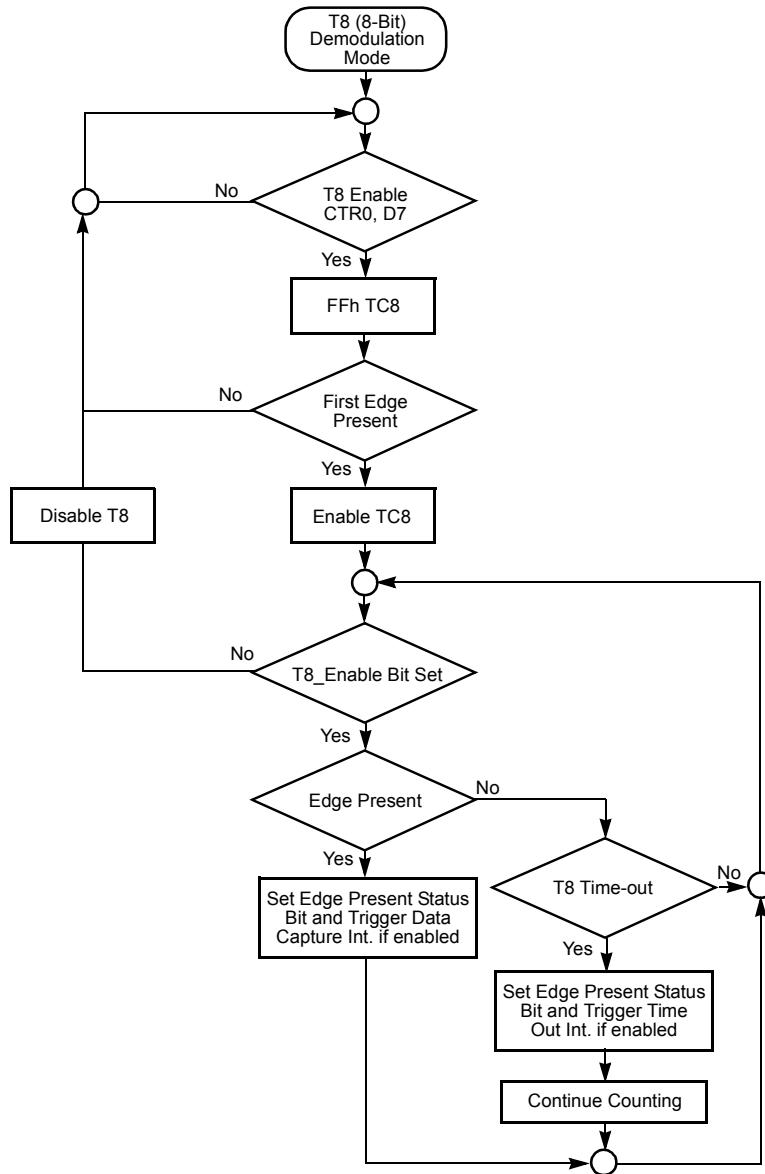 T8 (8-Bit)
Demodulation
Mode
No
T8 Enable
CTR0, D7
Yes
FFh TC8
No
First Edge
Present
Yes
Disable T8
Enable TC8
No
T8_Enable Bit Set
Yes
Edge Present
No
Yes
T8 Time-out
No
Set Edge Present Status
Bit and Trigger Data
Capture Int. if enabled
Yes
Set Edge Present Status
Bit and Trigger Time
Out Int. if enabled
Continue Counting